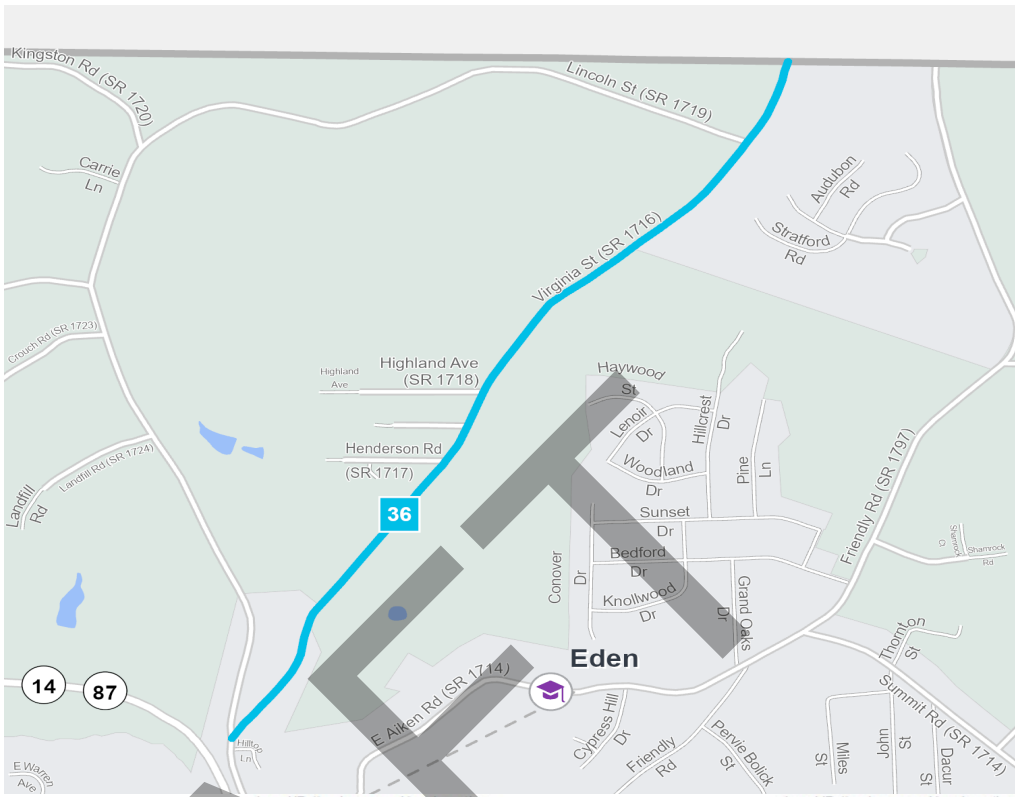 Kingston Rd (SR 1720)
Lincoln St (SR 1719)
Carrie
Ln
Audubon
Rd
Stratford
Rd
Virginia St (SR 1716)
Crouch Rd (SR 1723)
Highland
Ave
Highland Ave
(SR 1718)
Haywood
St
Lenoir
Dr
Hillcrest
Dr
Henderson Rd
(SR 1717)
Landfill Rd (SR 1724)
Landfill
Rd
Woodland
Dr
Pine
Ln
Friendly Rd (SR 1797)
36
Sunset
Dr
Shamrock
Ct
Shamrock
Rd
Bedford
Dr
Conover
Dr
Knollwood
Dr
Grand Oaks
Dr
Thornton
St
Eden
14
87
E Aiken Rd (SR 1714)
Summit Rd (SR 1714)
Hilltop
Ln
Cypress Hill
Dr
Friendly
Rd
Pervie Bolick
St
Miles
St
John
St
Dacur
St
E Warren
Ave